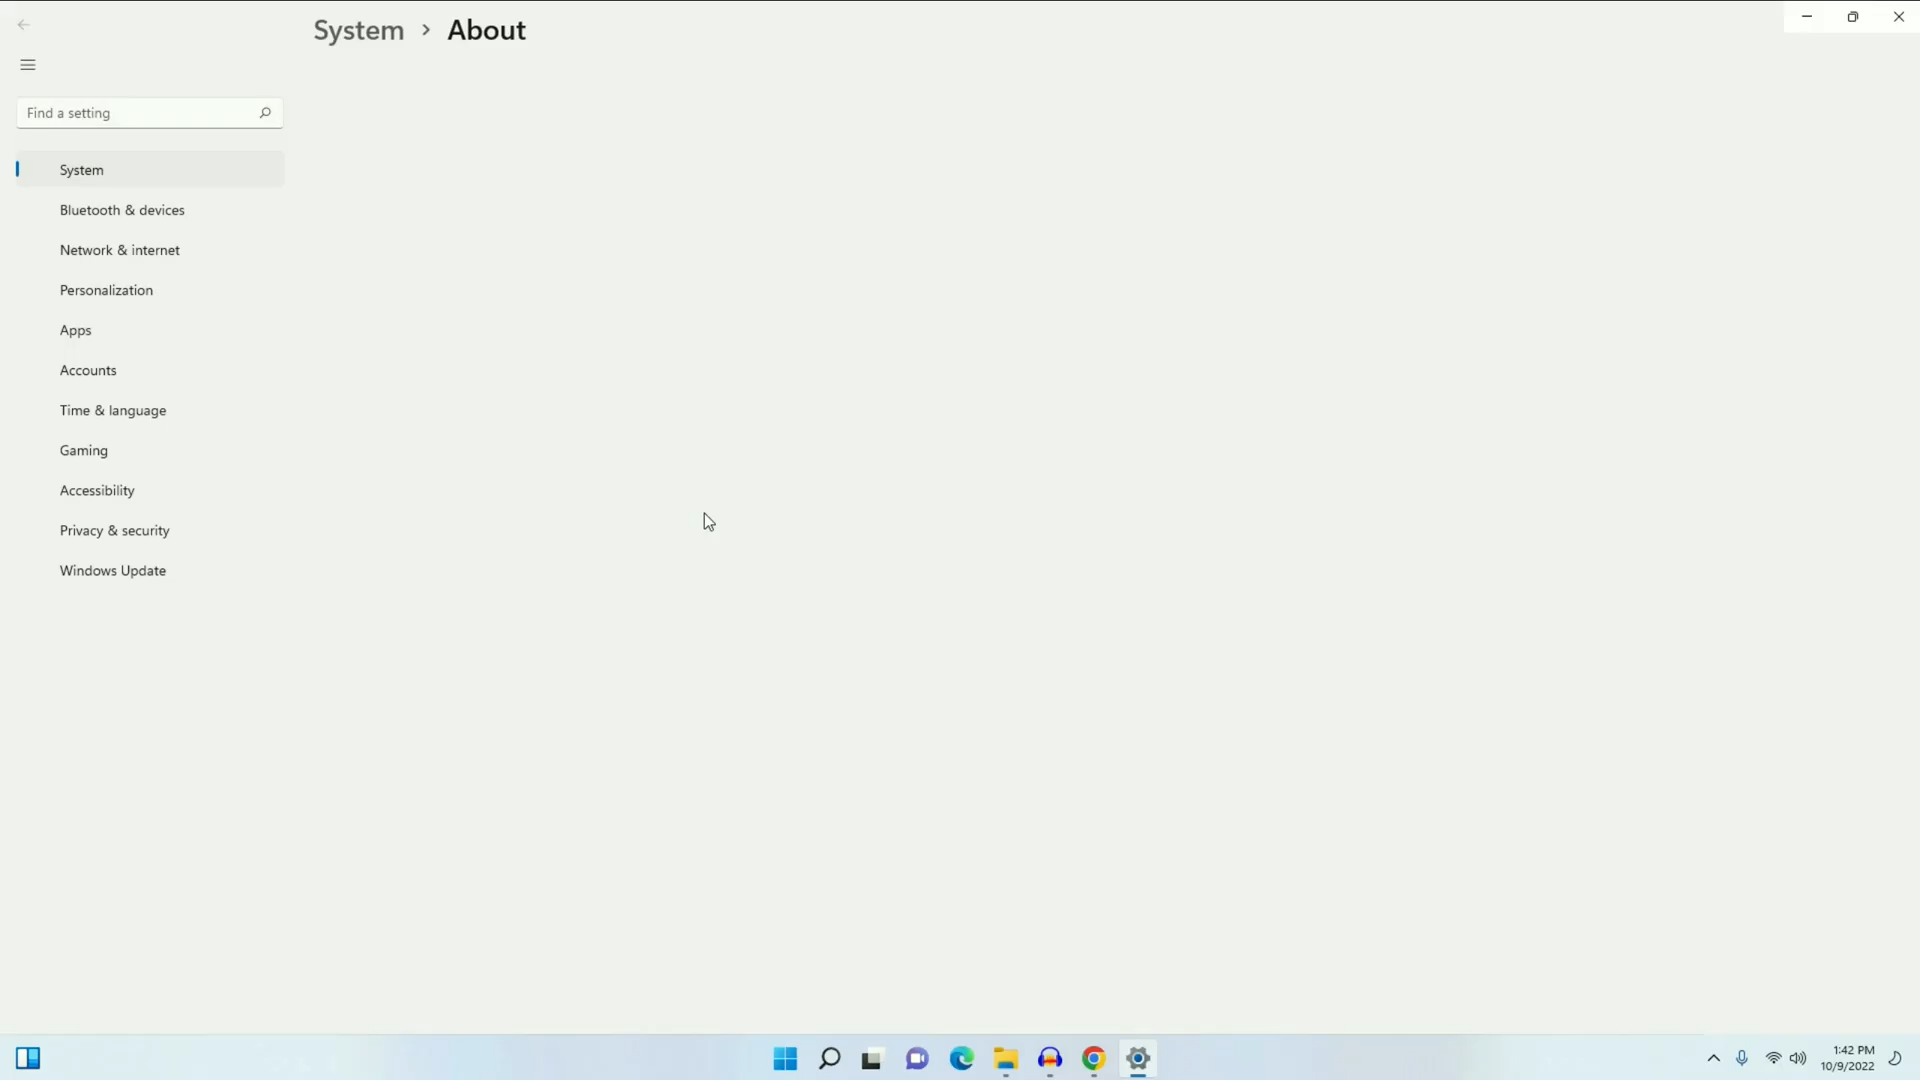 System > About
Find a setting
System
Bluetooth & devices
Network & internet
Personalization
Apps
Accounts
Time & language
Gaming
Accessibility
Privacy & security
Windows Update
1:42 PM
10/9/2022